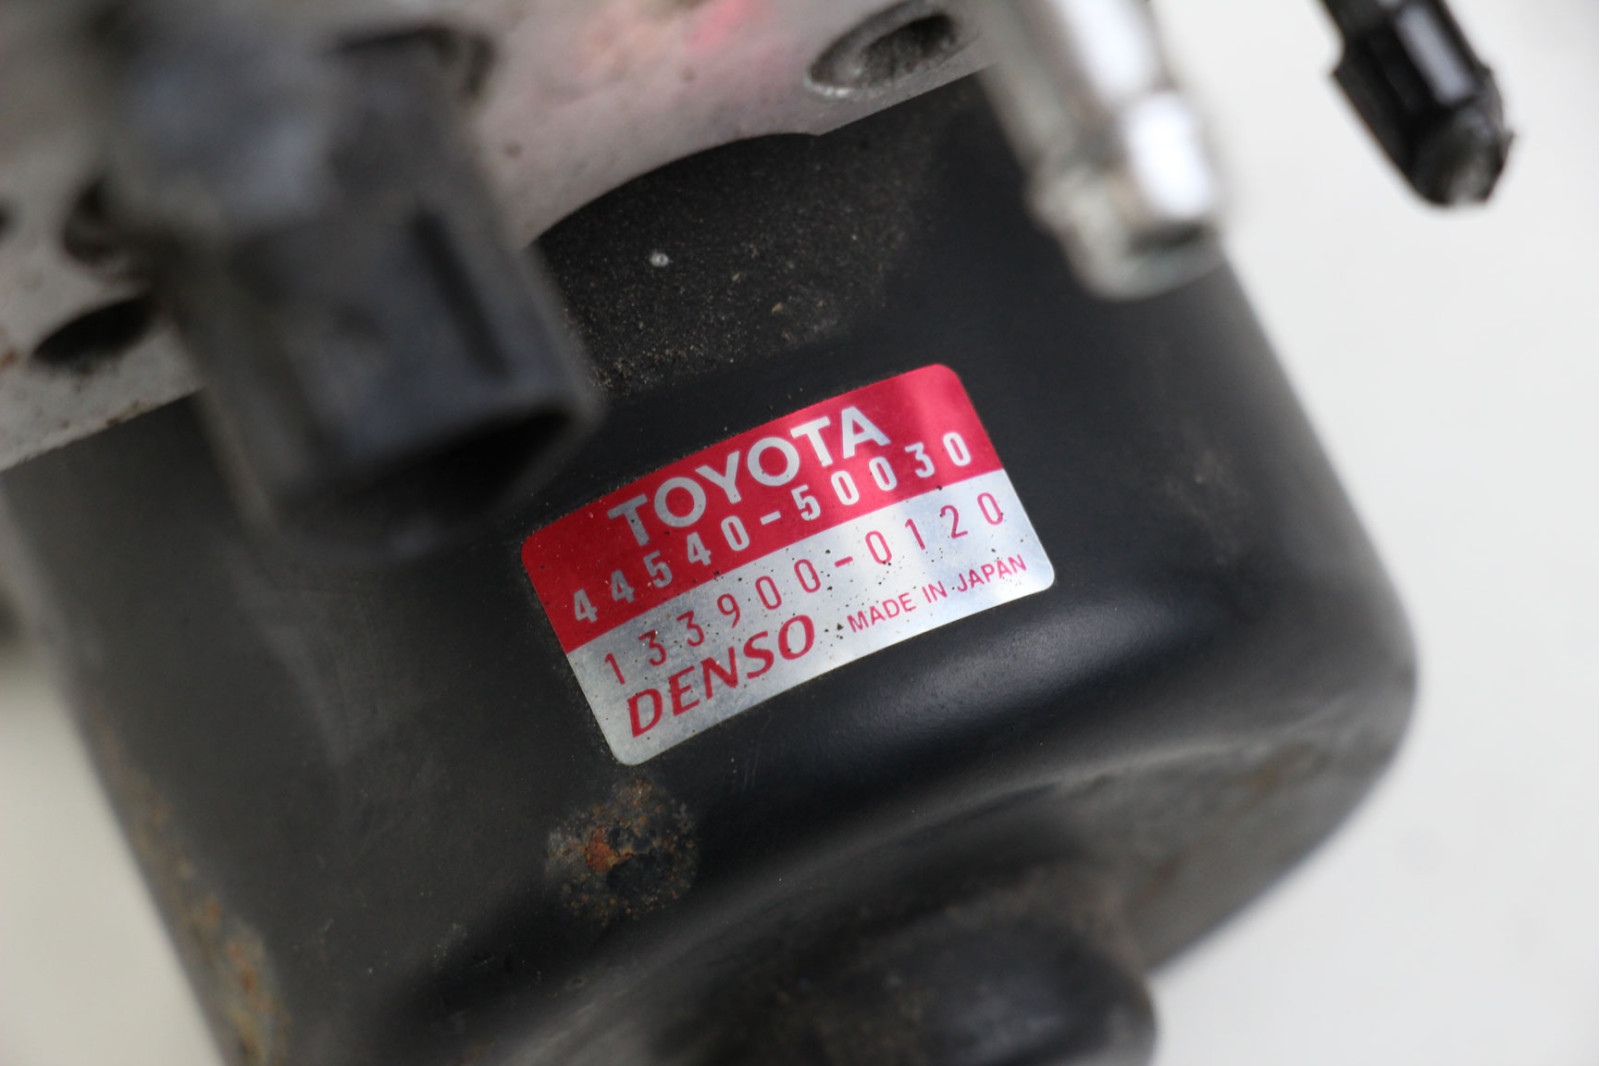 TOYOTA
44540-50030
133900-0120
DENSO MADE IN JAPAN